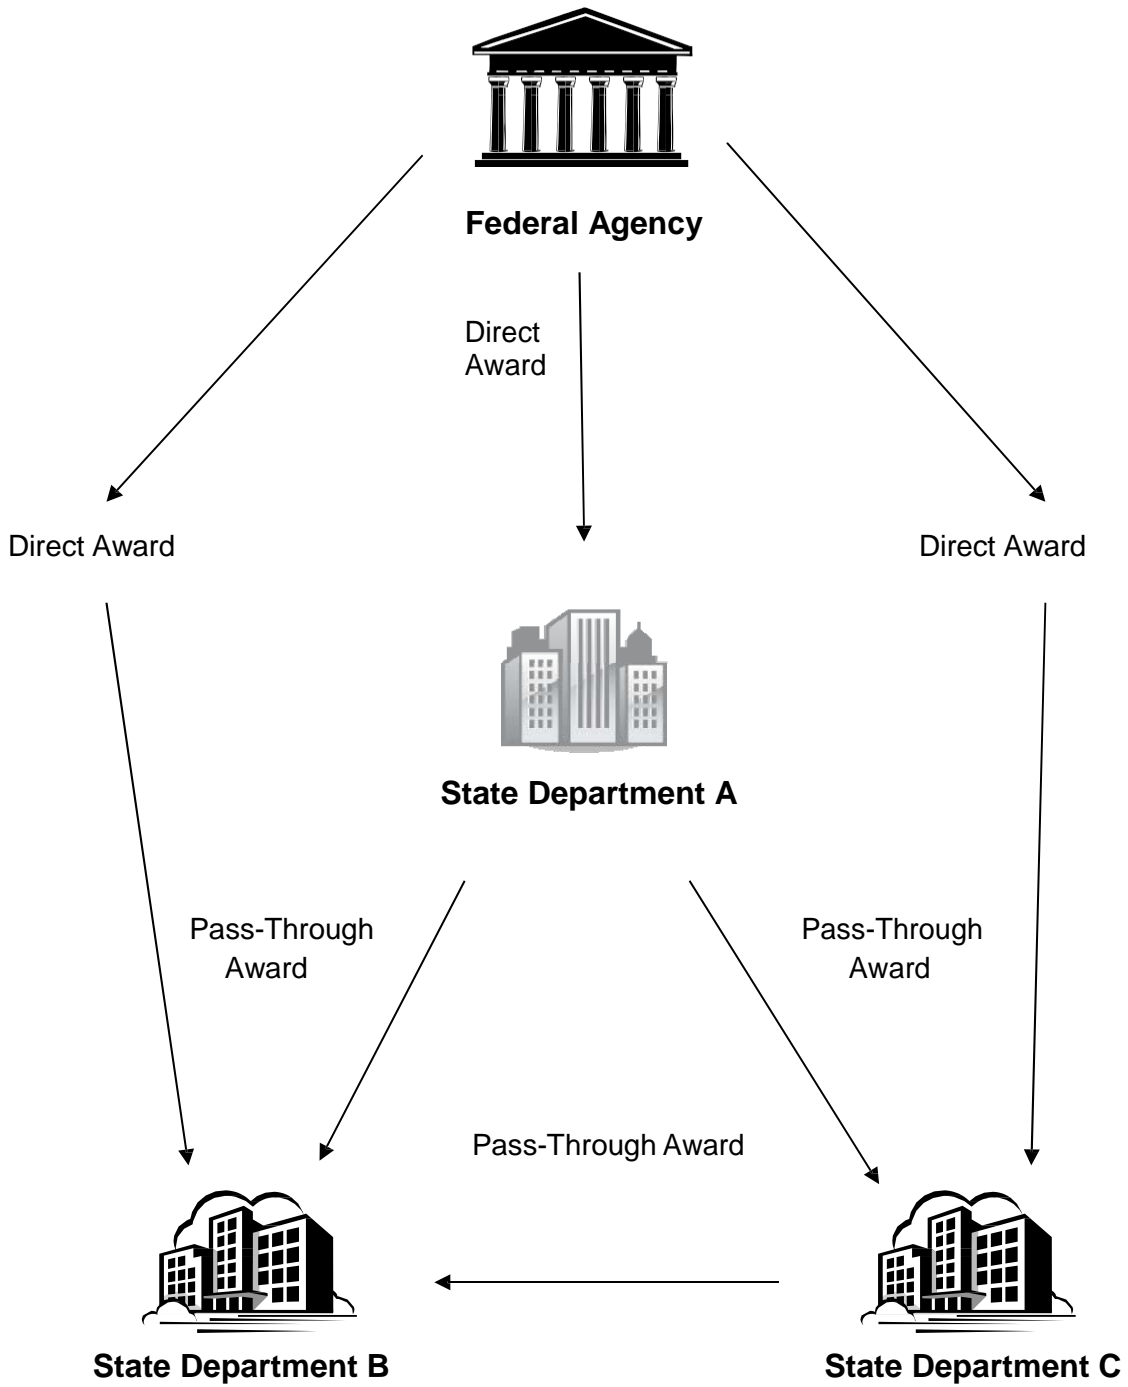 Federal Agency
Direct
Award
Direct Award
Direct Award
State Department A
Pass-Through
Award
Pass-Through
Award
Pass-Through Award
State Department B
State Department C